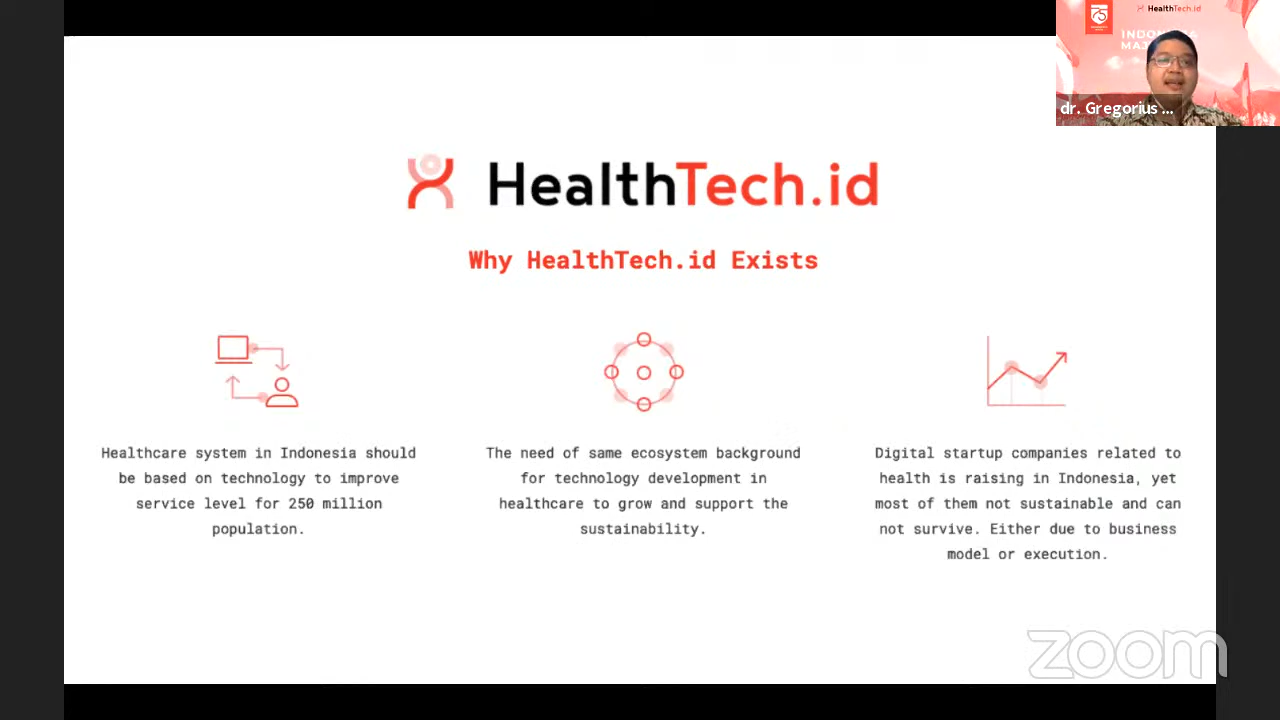 75
HealthTech.id
INDONESIA
dr. Gregorius ...
HealthTech.id
Why HealthTech.id Exists
Healthcare system in Indonesia should
be based on technology to improve
service level for 250 million
population.
The need of same ecosystem background
for technology development in
healthcare to grow and support the
sustainability.
Digital startup companies related to
health is raising in Indonesia, yet
most of them not sustainable and can
not survive. Either due to business
model or execution.
zoom